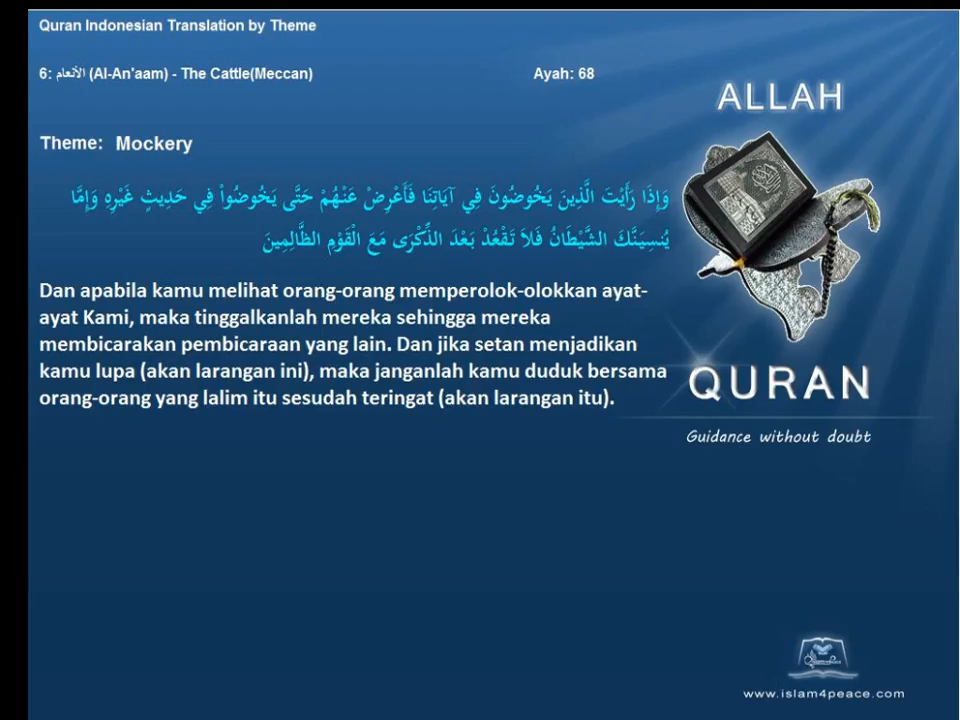 Quran Indonesian Translation by Theme
6: الأنعام (Al-An'aam) - The Cattle(Meccan)
Ayah: 68
ALLAH
Theme: Mockery
وَإِذَا رَأَيْتَ الَّذِينَ يَخُوضُونَ فِي آيَاتِنَا فَأَعْرِضْ عَنْهُمْ حَتَّى يَخُوضُواْ فِي حَدِيثٍ غَيْرِهِ وَإِمَّا
يُنسِيَنَّكَ الشَّيْطَانُ فَلاَ تَقْعُدْ بَعْدَ الذِّكْرَى مَعَ الْقَوْمِ الظَّالِمِينَ
Dan apabila kamu melihat orang-orang memperolok-olokkan ayat-
ayat Kami, maka tinggalkanlah mereka sehingga mereka
membicarakan pembicaraan yang lain. Dan jika setan menjadikan
kamu lupa (akan larangan ini), maka janganlah kamu duduk bersama
orang-orang yang lalim itu sesudah teringat (akan larangan itu).
QURAN
Guidance without doubt
www.islam4peace.com